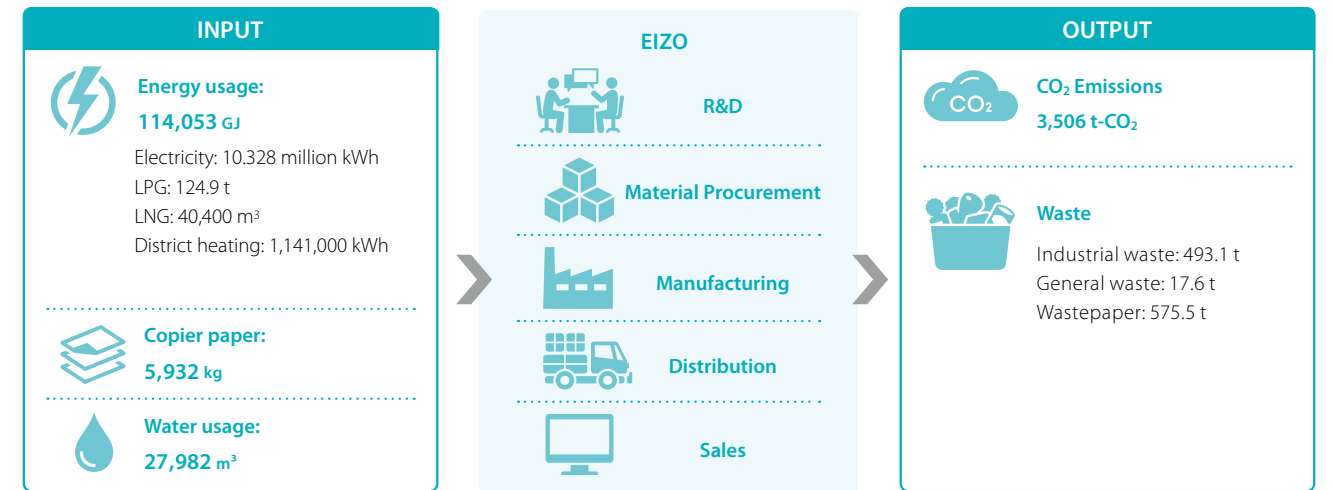 INPUT
Energy usage:
114,053 GJ
Electricity: 10.328 million kWh
LPG: 124.9 t
LNG: 40,400 m³
District heating: 1,141,000 kWh
Copier paper:
5,932 kg
Water usage:
27,982 m³
EIZO
R&D
Material Procurement
Manufacturing
Distribution
Sales
OUTPUT
CO₂
CO₂ Emissions
3,506 t-CO₂
Waste
Industrial waste: 493.1 t
General waste: 17.6 t
Wastepaper: 575.5 t